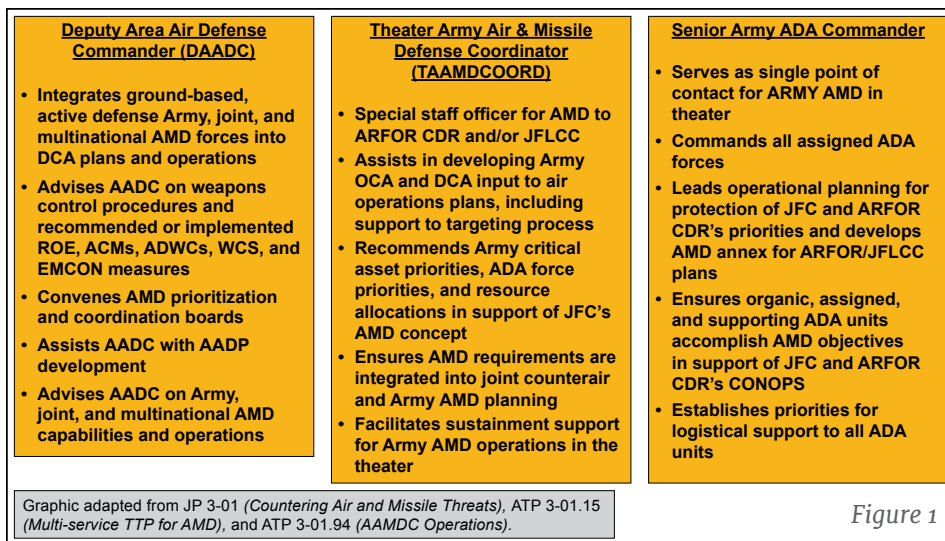 Deputy Area Air Defense
Commander (DAADC)
• Integrates ground-based,
active defense Army, joint, and
multinational AMD forces into
DCA plans and operations
• Advises AADC on weapons
control procedures and
recommended or implemented
ROE, ACMs, ADWCs, WCS, and
EMCON measures
• Convenes AMD prioritization
and coordination boards
• Assists AADC with AADP
development
• Advises AADC on Army,
joint, and multinational AMD
capabilities and operations
Theater Army Air & Missile
Defense Coordinator
(TAAMDCOORD)
• Special staff officer for AMD to
ARFOR CDR and/or JFLCC
• Assists in developing Army
OCA and DCA input to air
operations plans, including
support to targeting process
• Recommends Army critical
asset priorities, ADA force
priorities, and resource
allocations in support of JFC's
AMD concept
• Ensures AMD requirements are
integrated into joint counterair
and Army AMD planning
• Facilitates sustainment support
for Army AMD operations in the
theater
Senior Army ADA Commander
• Serves as single point of
contact for ARMY AMD in
theater
• Commands all assigned ADA
forces
• Leads operational planning for
protection of JFC and ARFOR
CDR's priorities and develops
AMD annex for ARFOR/JFLCC
plans
• Ensures organic, assigned,
and supporting ADA units
accomplish AMD objectives
in support of JFC and ARFOR
CDR's CONOPS
• Establishes priorities for
logistical support to all ADA
units
Graphic adapted from JP 3-01 (Countering Air and Missile Threats), ATP 3-01.15
(Multi-service TTP for AMD), and ATP 3-01.94 (AAMDC Operations).
Figure 1